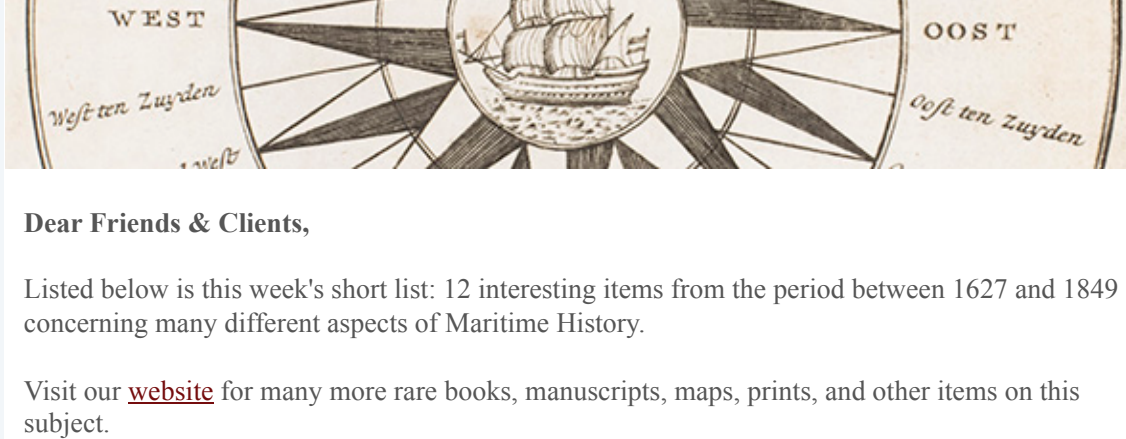 WEST
OOST
West ten Zuyden
Oost ten Zuyden
West
Dear Friends & Clients,
Listed below is this week's short list: 12 interesting items from the period between 1627 and 1849
concerning many different aspects of Maritime History.
Visit our website for many more rare books, manuscripts, maps, prints, and other items on this
subject.